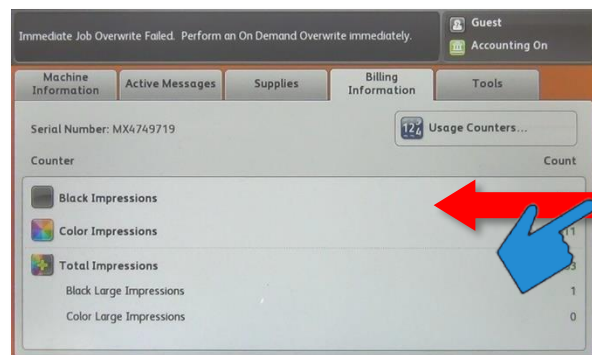 Immediate Job Overwrite Failed. Perform an On Demand Overwrite immediately.
Guest
Accounting On
Machine Information
Active Messages
Supplies
Billing Information
Tools
Serial Number: MX4749719
Usage Counters...
Counter
Count
Black Impressions
Color Impressions
Total Impressions
Black Large Impressions
1
Color Large Impressions
0